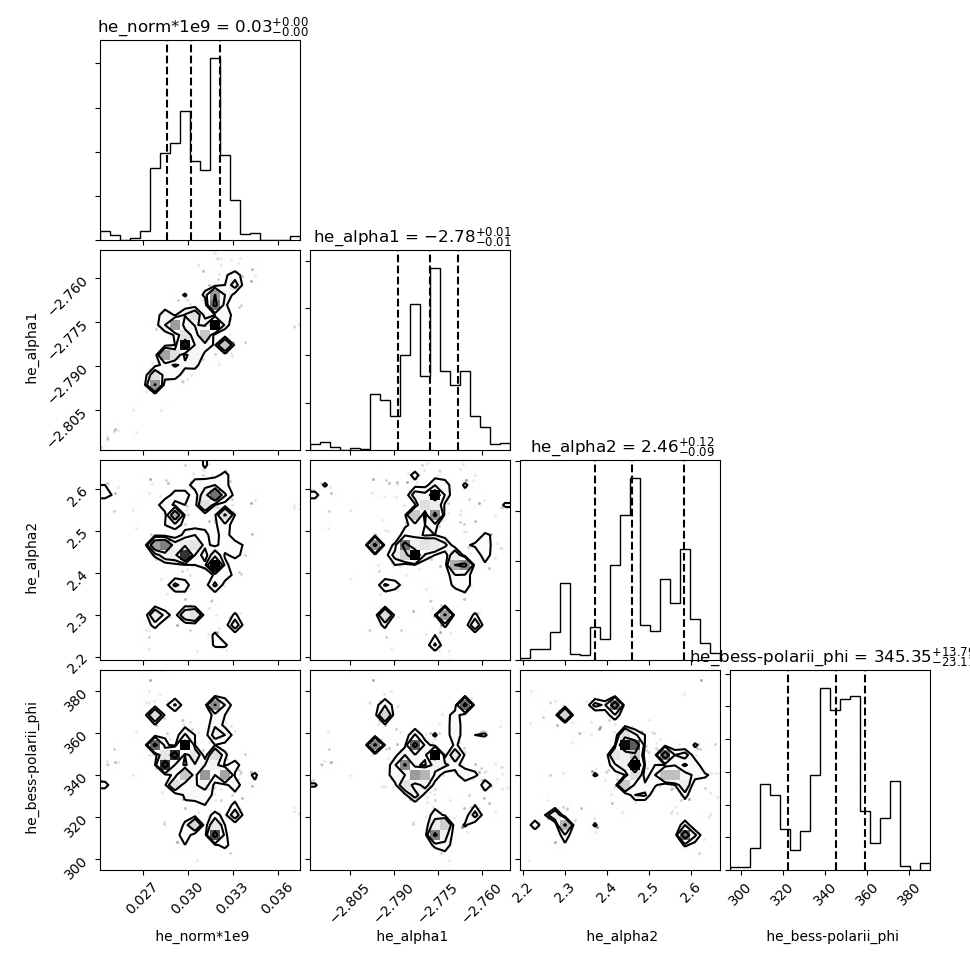 he_norm*1e9 = 0.03+0.00 −0.00
he_alpha1 = −2.78+0.01 −0.01
he_alpha1
−2.760
−2.775
−2.790
−2.805
he_alpha2 = 2.46+0.12 −0.09
he_alpha2
2.6
2.5
2.4
2.3
2.2
he_bess-polarii_phi = 345.35+13.79 −23.1
he_bess-polarii_phi
380
360
340
320
300
0.027 0.030 0.033 0.036
−2.805 −2.790 −2.775 −2.760
2.2 2.3 2.4 2.5 2.6
300 320 340 360 380
he_norm*1e9 he_alpha1 he_alpha2 he_bess-polarii_phi